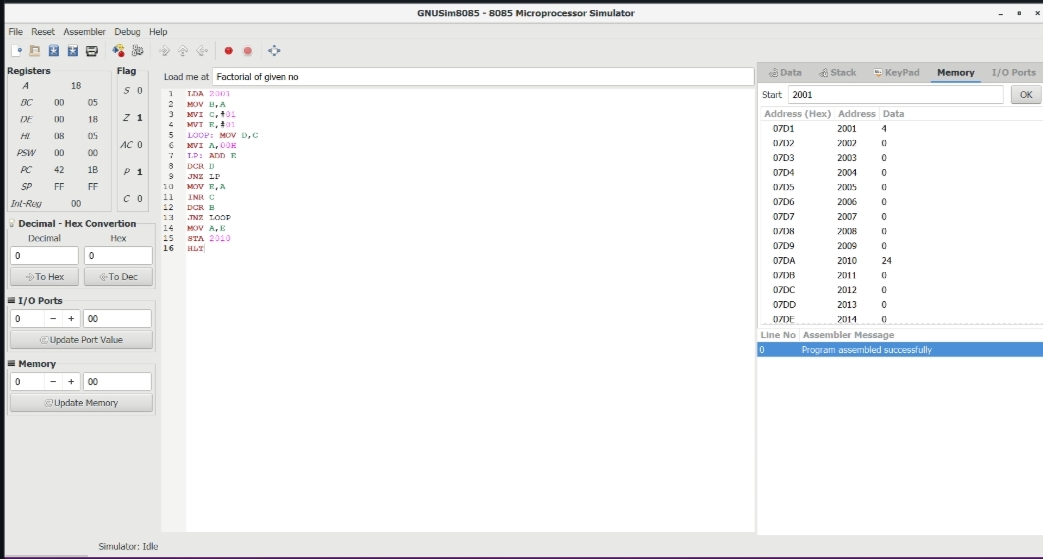 GNUSim8085 - 8085 Microprocessor Simulator
File Reset Assembler Debug Help
Registers
A 18
BC 00 05
DE 00 18
HL 08 05
PSW 00 00
PC 42 1B
SP FF FF
Int-Reg 00
Flag
S 0
Z 1
AC 0
P 1
C 0
Decimal - Hex Convertion
Decimal Hex
0 0
To Hex To Dec
I/O Ports
0 - + 00
Update Port Value
Memory
0 - + 00
Update Memory
Load me at Factorial of given no
1 LDA 2001
2 MOV B,A
3 MVI C,#01
4 MVI E,#01
5 LOOP: MOV D,C
6 MVI A,00H
7 LP: ADD E
8 DCR D
9 JNZ LP
10 MOV E,A
11 INR C
12 DCR B
13 JNZ LOOP
14 MOV A,E
15 STA 2010
16 HLT
Data Stack KeyPad Memory I/O Ports
Start 2001 OK
Address (Hex) Address Data
07D1 2001 4
07D2 2002 0
07D3 2003 0
07D4 2004 0
07D5 2005 0
07D6 2006 0
07D7 2007 0
07D8 2008 0
07D9 2009 0
07DA 2010 24
07DB 2011 0
07DC 2012 0
07DD 2013 0
07DE 2014 0
Line No Assembler Message
0 Program assembled successfully
Simulator: Idle